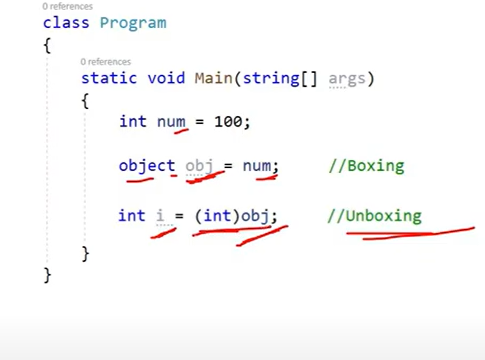 0 references
class Program
{
0 references
static void Main(string[] args)
{
int num = 100;
object obj = num; //Boxing
int i = (int)obj; //Unboxing
}
}